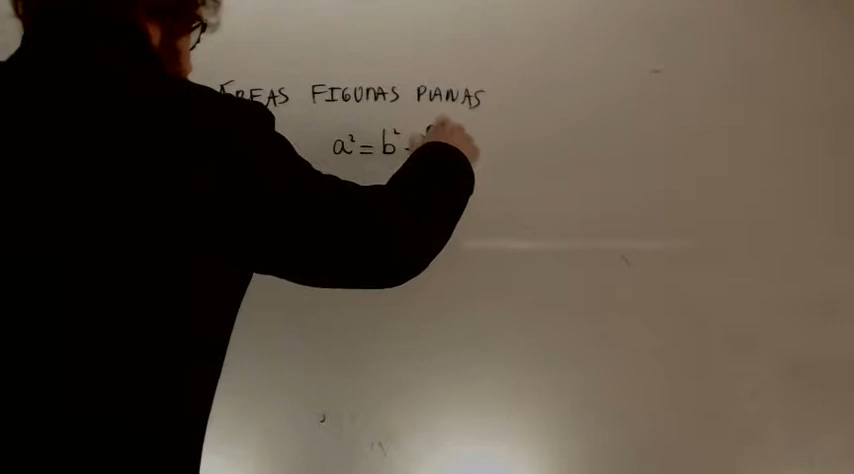 ÁREAS FIGURAS PLANAS
a² = b²